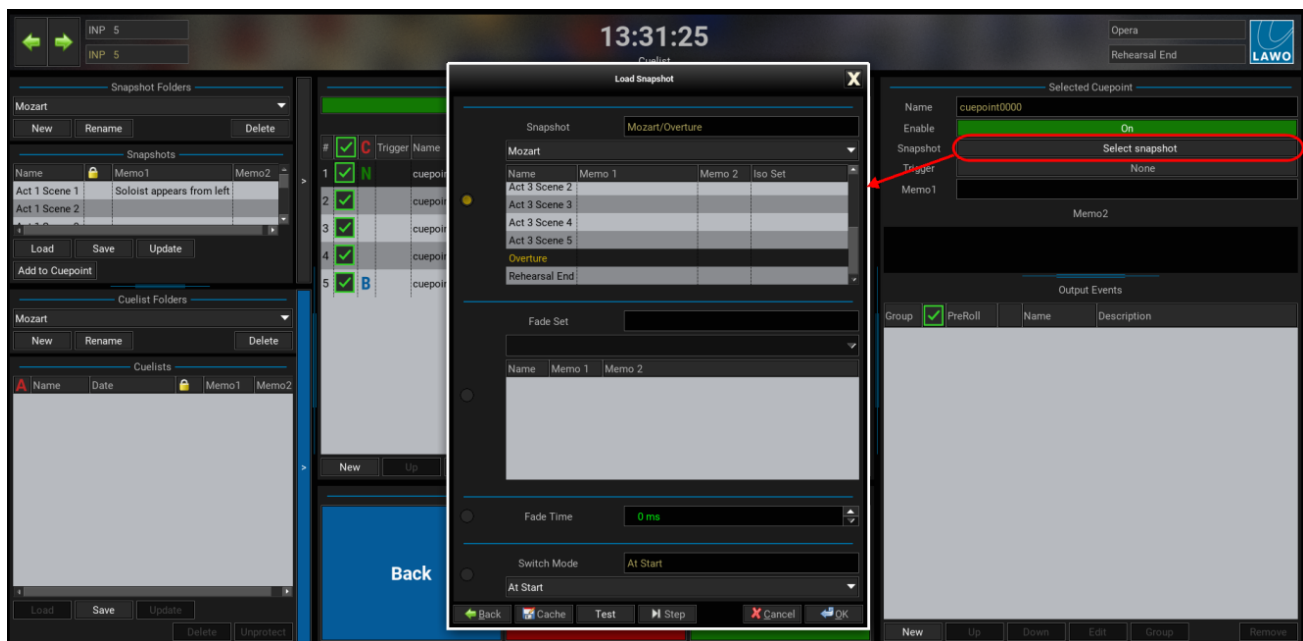 INP 5
INP 5
13:31:25
Opera
Rehearsal End
LAWO
Snapshot Folders
Mozart
New Rename Delete
Snapshots
Name Memo1 Memo2
Act 1 Scene 1 Soloist appears from left
Act 1 Scene 2
Load Save Update
Add to Cuepoint
Cuelist Folders
Mozart
New Rename Delete
Cuelists
A Name Date Memo1 Memo2
Load Save Update
Delete Unprotect
# C Trigger Name
1 N
2
3
4
5 B
New Up
Back
Load Snapshot X
Snapshot Mozart/Overture
Mozart
Name Memo 1 Memo 2 Iso Set
Act 3 Scene 2
Act 3 Scene 3
Act 3 Scene 4
Act 3 Scene 5
Overture
Rehearsal End
Fade Set
Name Memo 1 Memo 2
Fade Time 0 ms
Switch Mode At Start
At Start
Back Cache Test Step Cancel OK
Selected Cuepoint
Name cuepoint0000
Enable On
Snapshot Select snapshot
Trigger None
Memo1
Memo2
Output Events
Group PreRoll Name Description
New Up Down Edit Group Remove